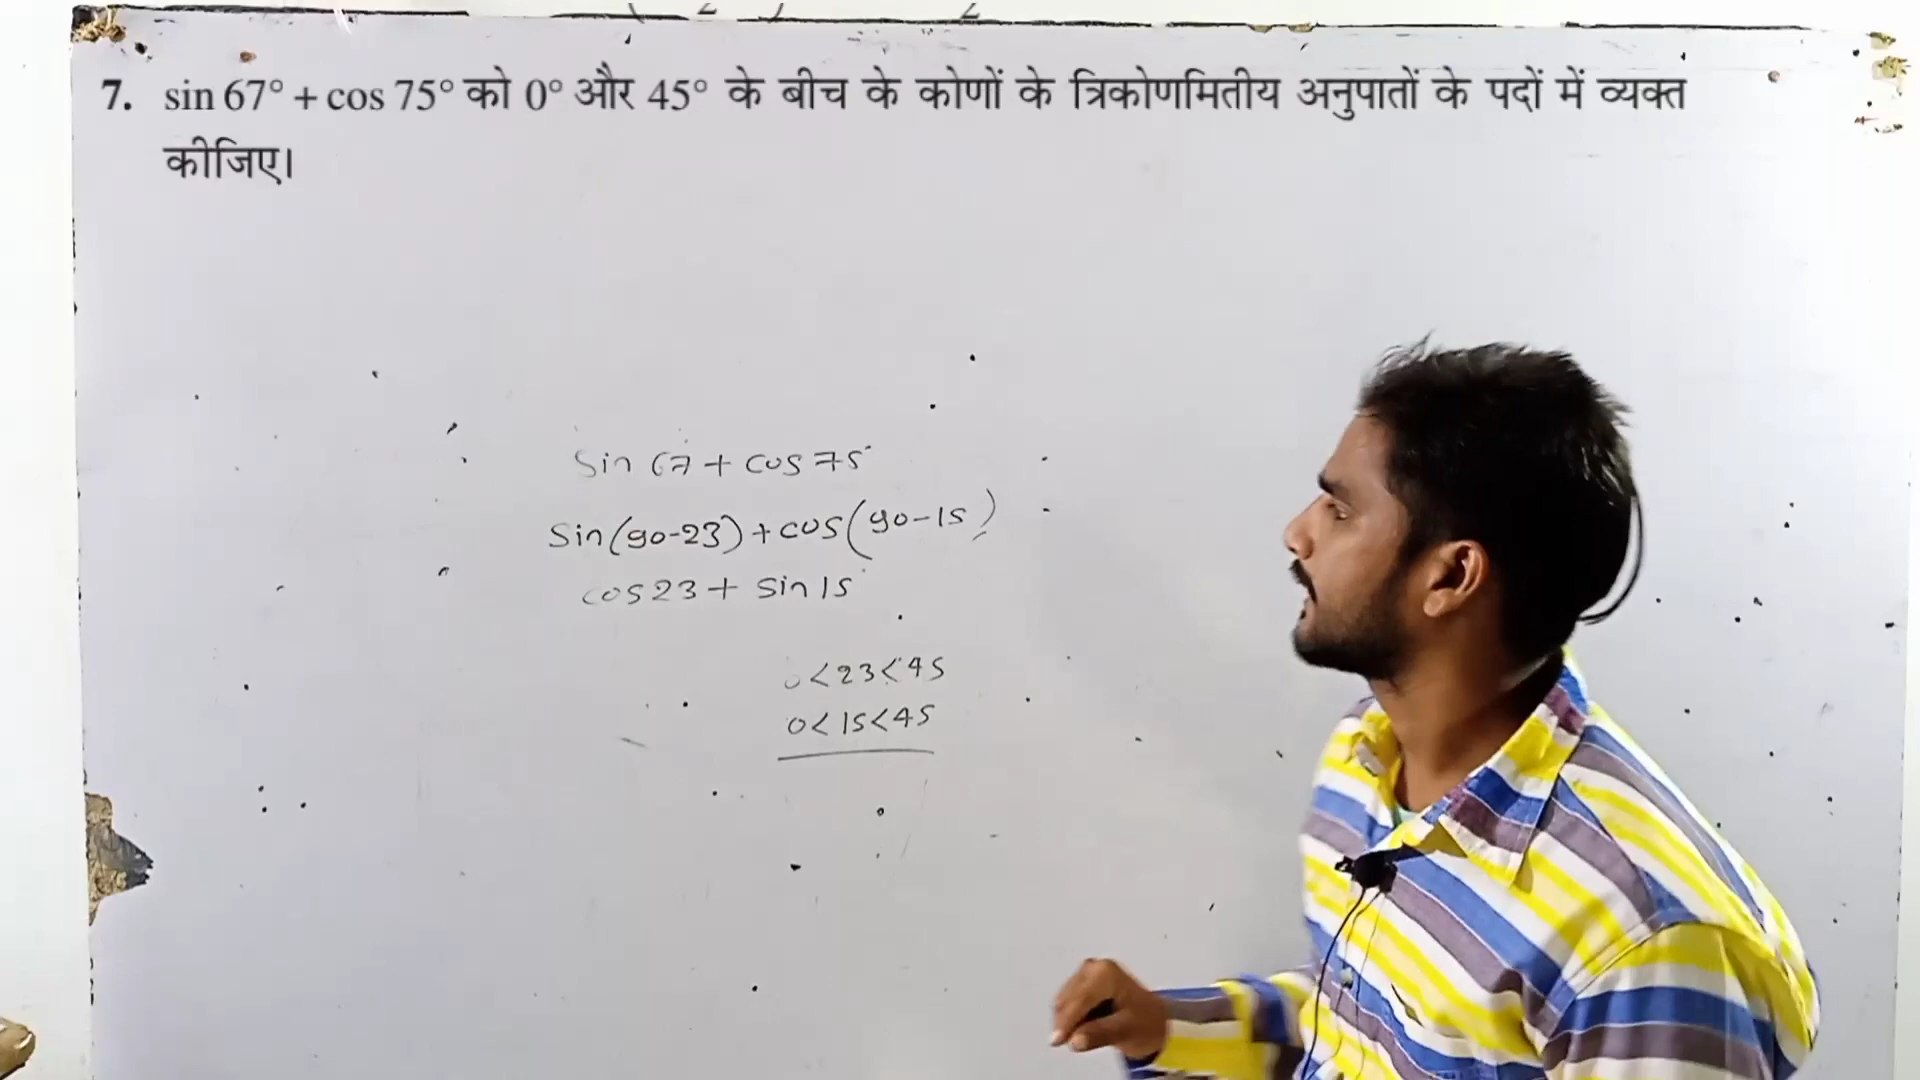 7. sin 67° + cos 75° को 0° और 45° के बीच के कोणों के त्रिकोणमितीय अनुपातों के पदों में व्यक्त
कीजिए।
Sin 67 + cos 75°
Sin(90-23) + cos(90-15)
cos 23 + sin 15°
0<23<45
0<15<45